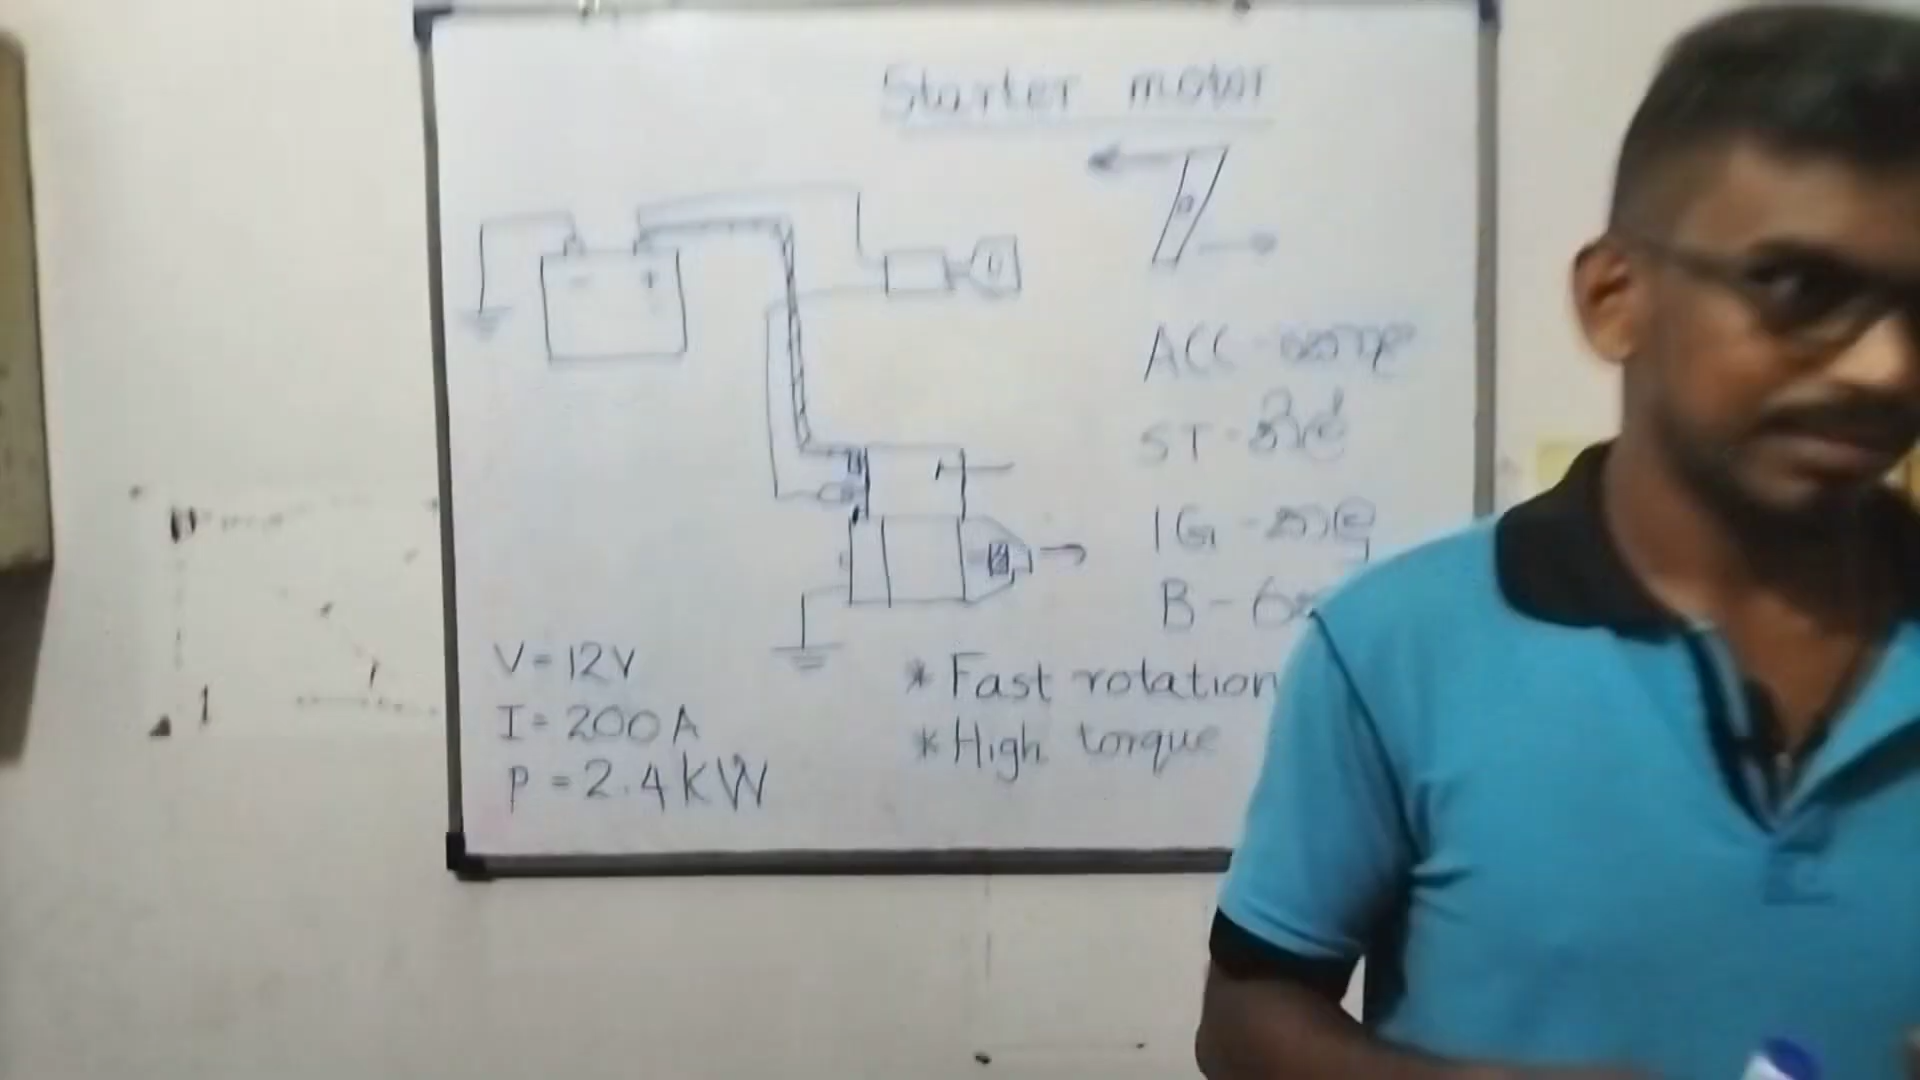 Starter motor
- +
ACC -
ST - නිල්
IG - කාලු
B -
V = 12V
I = 200A
P = 2.4kW
* Fast rotation
* High torque